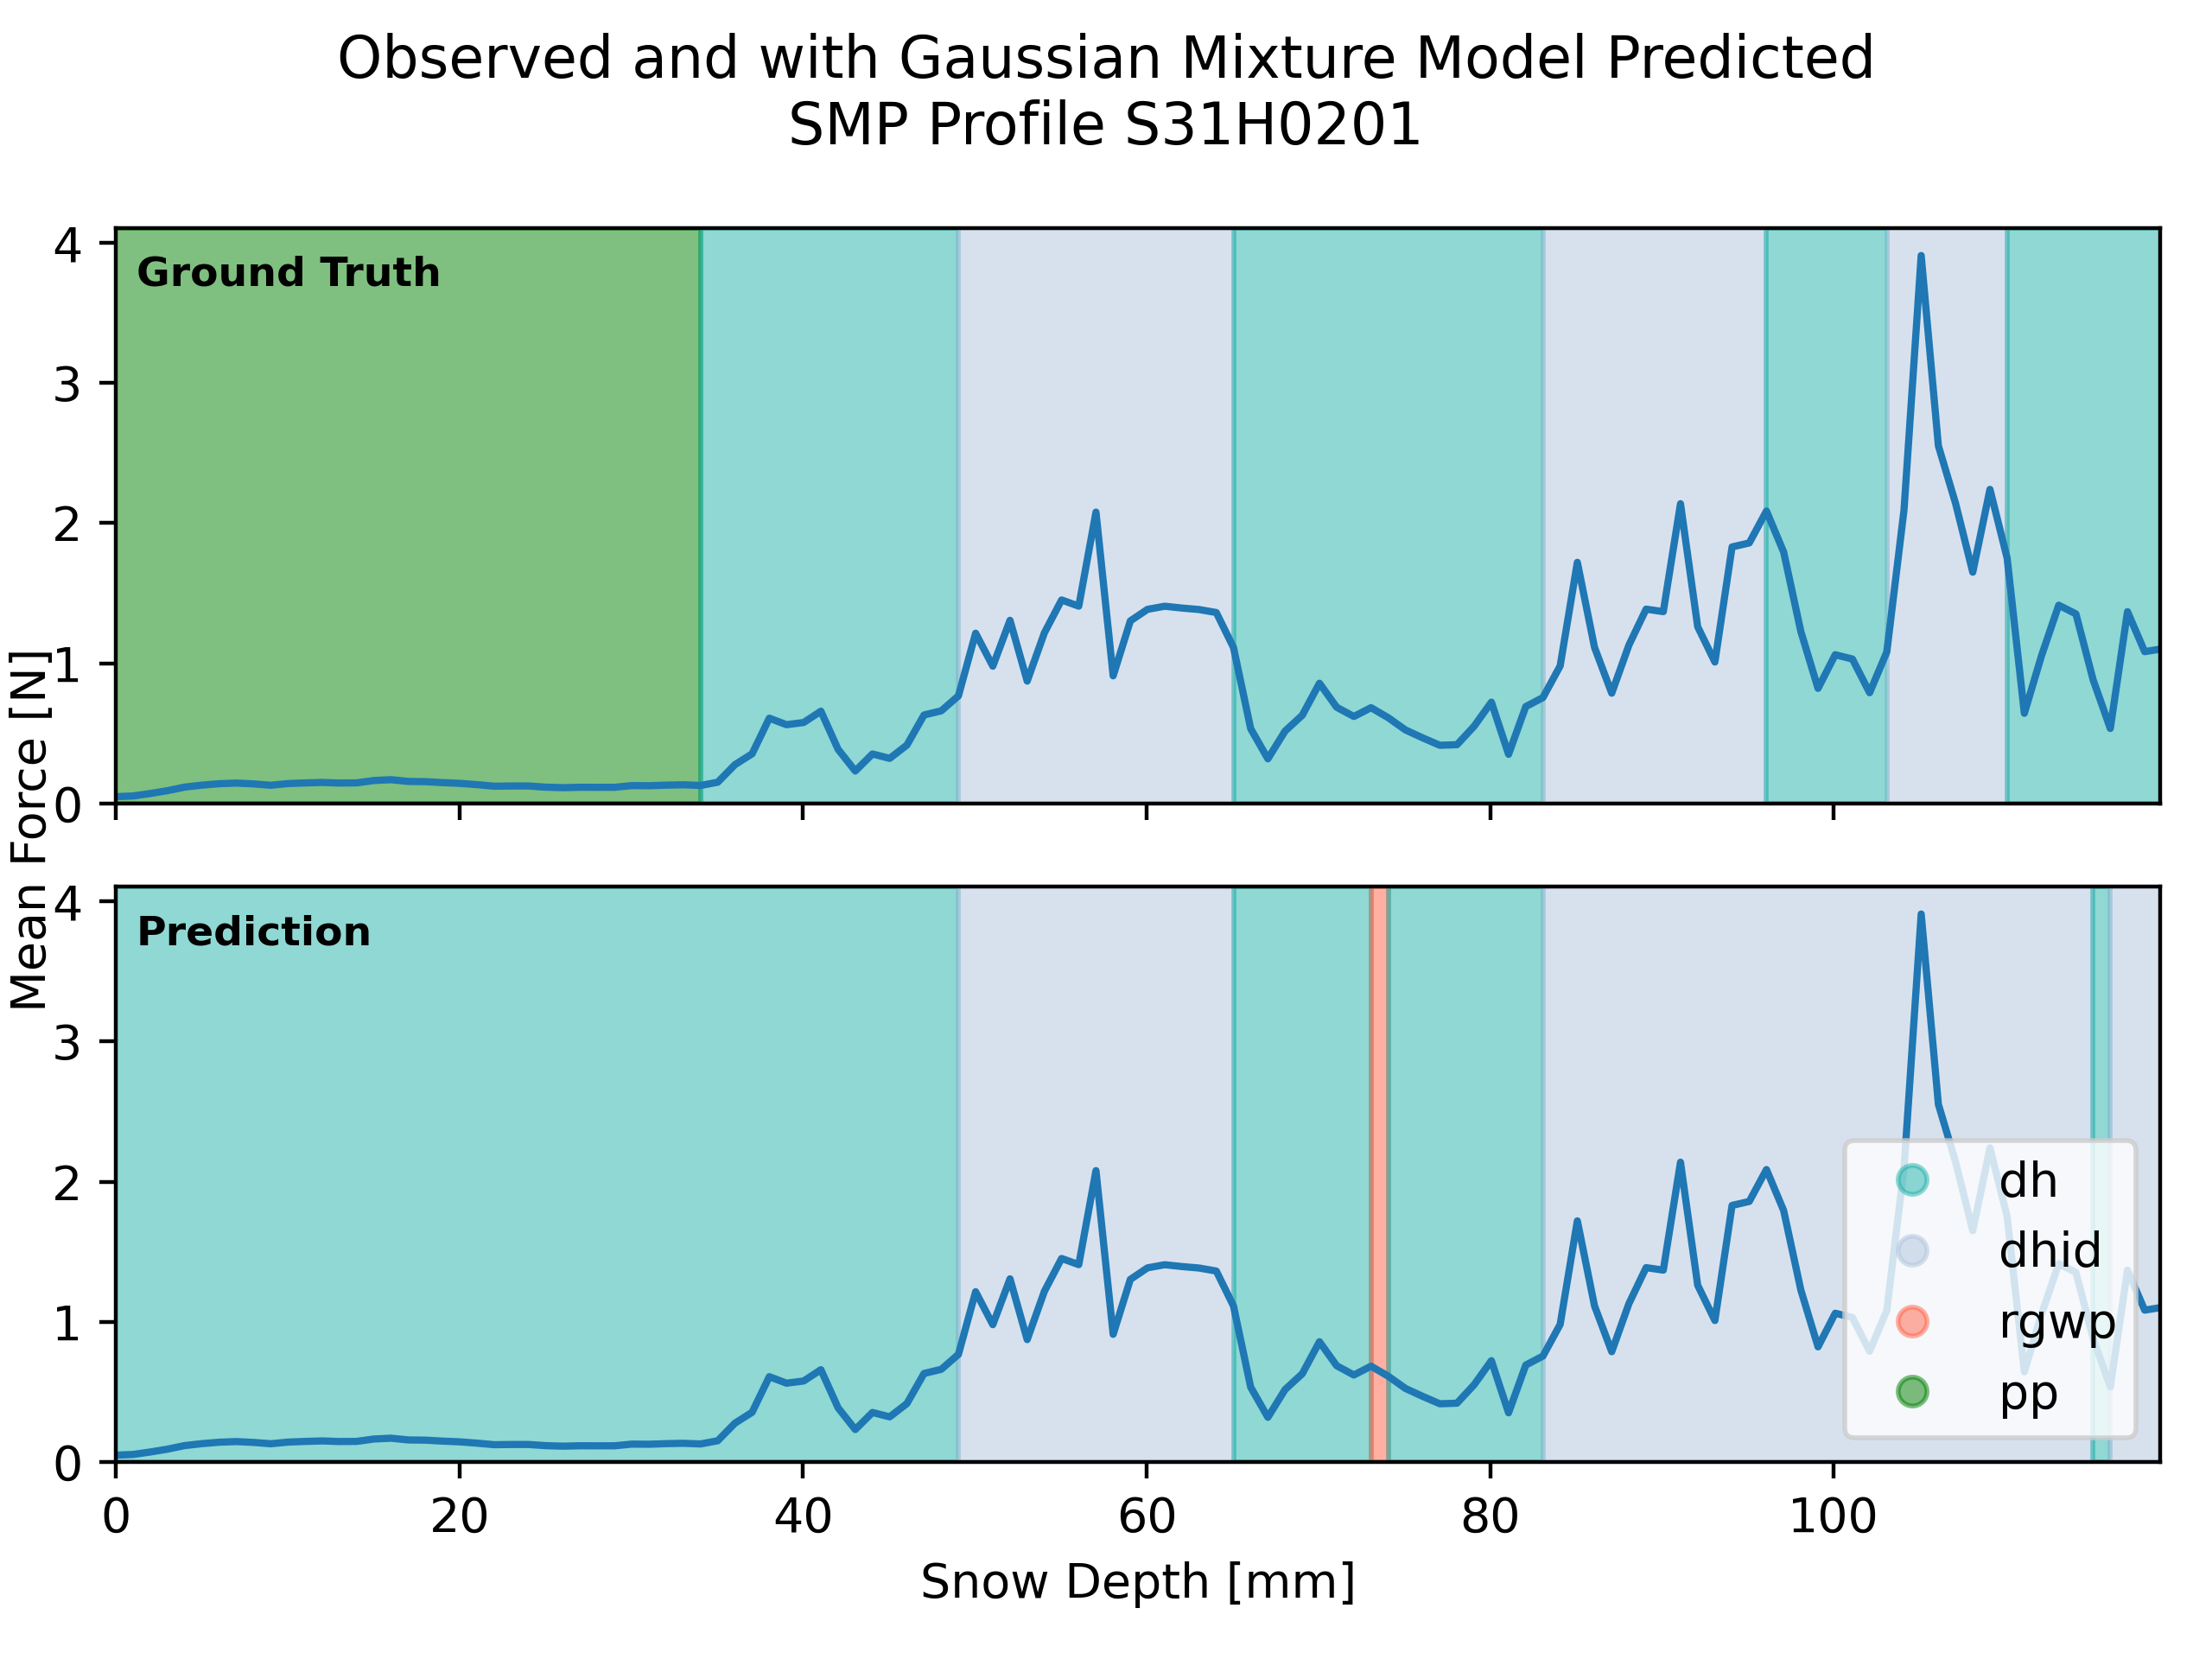 Observed and with Gaussian Mixture Model Predicted
SMP Profile S31H0201
4
3
2
1
0
Ground Truth
Mean Force [N]
4
3
2
1
0
Prediction
dh
dhid
rgwp
pp
0 20 40 60 80 100
Snow Depth [mm]